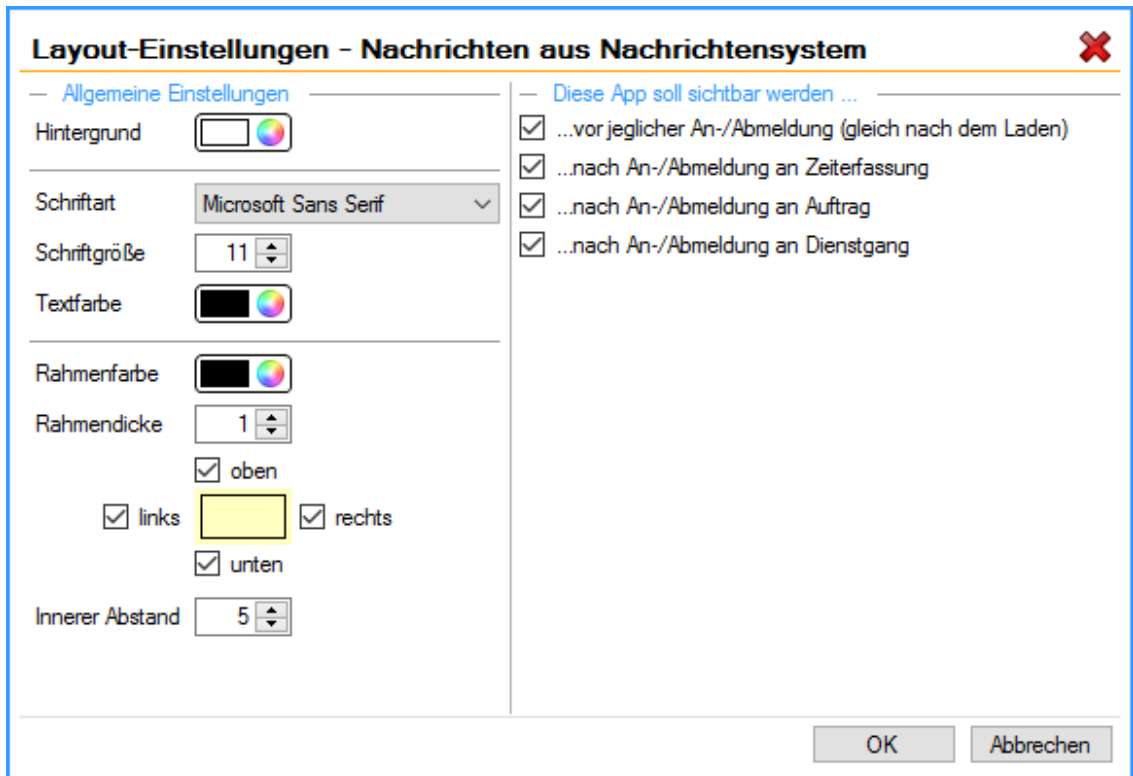 Layout-Einstellungen - Nachrichten aus Nachrichtensystem
Allgemeine Einstellungen
Hintergrund
Schriftart Microsoft Sans Serif
Schriftgröße 11
Textfarbe
Rahmenfarbe
Rahmendicke 1
oben
links rechts
unten
Innerer Abstand 5
Diese App soll sichtbar werden ...
...vor jeglicher An-/Abmeldung (gleich nach dem Laden)
...nach An-/Abmeldung an Zeiterfassung
...nach An-/Abmeldung an Auftrag
...nach An-/Abmeldung an Dienstgang
OK Abbrechen